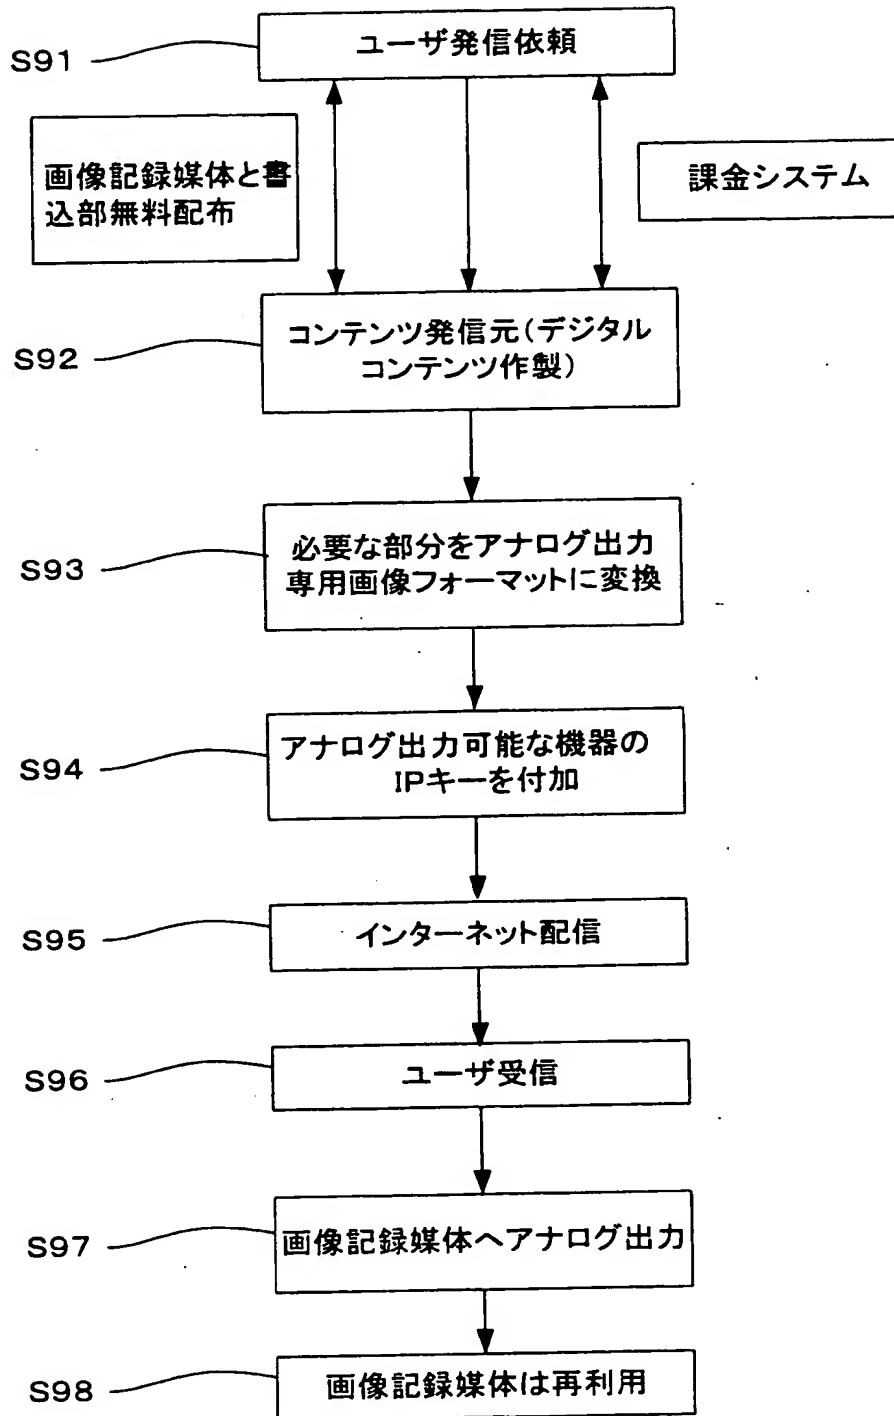 S91
ユーザ発信依頼
画像記録媒体と書
込部無料配布
課金システム
S92
コンテンツ発信元(デジタル
コンテンツ作製)
S93
必要な部分をアナログ出力
専用画像フォーマットに変換
S94
アナログ出力可能な機器の
IPキーを付加
S95
インターネット配信
S96
ユーザ受信
S97
画像記録媒体へアナログ出力
S98
画像記録媒体は再利用